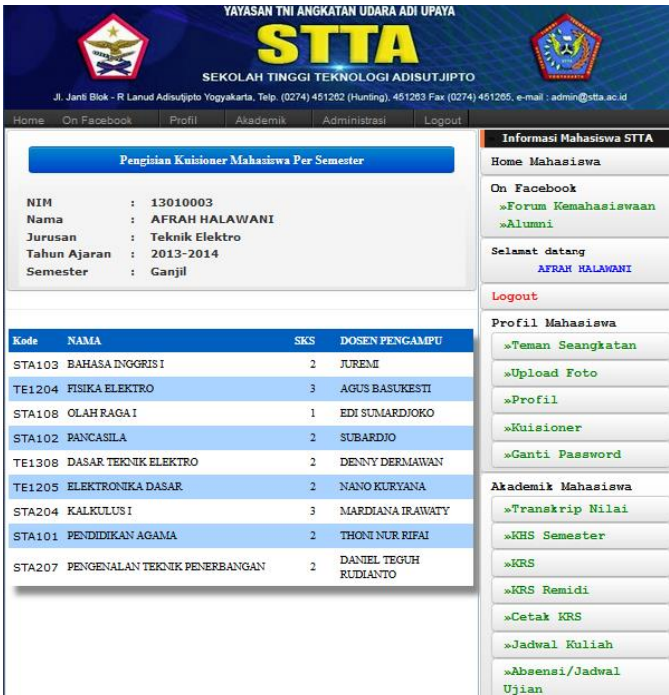 YAYASAN TNI ANGKATAN UDARA ADI UPAYA
STTA
SEKOLAH TINGGI TEKNOLOGI ADISUTJIPTO
Jl. Janti Blok - R Lanud Adisutjipto Yogyakarta, Telp. (0274) 451262 (Hunting), 451263 Fax (0274) 451265, e-mail : admin@stta.ac.id
Home On Facebook Profil Akademik Administrasi Logout
Pengisian Kuisioner Mahasiswa Per Semester
NIM : 13010003
Nama : AFRAH HALAWANI
Jurusan : Teknik Elektro
Tahun Ajaran : 2013-2014
Semester : Ganjil
Kode NAMA SKS DOSEN PENGAMPU
STA103 BAHASA INGGRIS I 2 JUREMI
TE1204 FISIKA ELEKTRO 3 AGUS BASUKESTI
STA108 OLAH RAGA I 1 EDI SUMARDJOKO
STA102 PANCASILA 2 SUBARDJO
TE1308 DASAR TEKNIK ELEKTRO 2 DENNY DERMAWAN
TE1205 ELEKTRONIKA DASAR 2 NANO KURYANA
STA204 KALKULUS I 3 MARDIANA IRAWATY
STA101 PENDIDIKAN AGAMA 2 THONI NUR RIFAI
STA207 PENGENALAN TEKNIK PENERBANGAN 2 DANIEL TEGUH
RUDIANTO
Informasi Mahasiswa STTA
Home Mahasiswa
On Facebook
»Forum Kemahasiswaan
»Alumni
Selamat datang
AFRAH HALAWANI
Logout
Profil Mahasiswa
»Teman Seangkatan
»Upload Foto
»Profil
»Kuisioner
»Ganti Password
Akademik Mahasiswa
»Transkrip Nilai
»KHS Semester
»KRS
»KRS Remidi
»Cetak KRS
»Jadwal Kuliah
»Absensi/Jadwal
Ujian